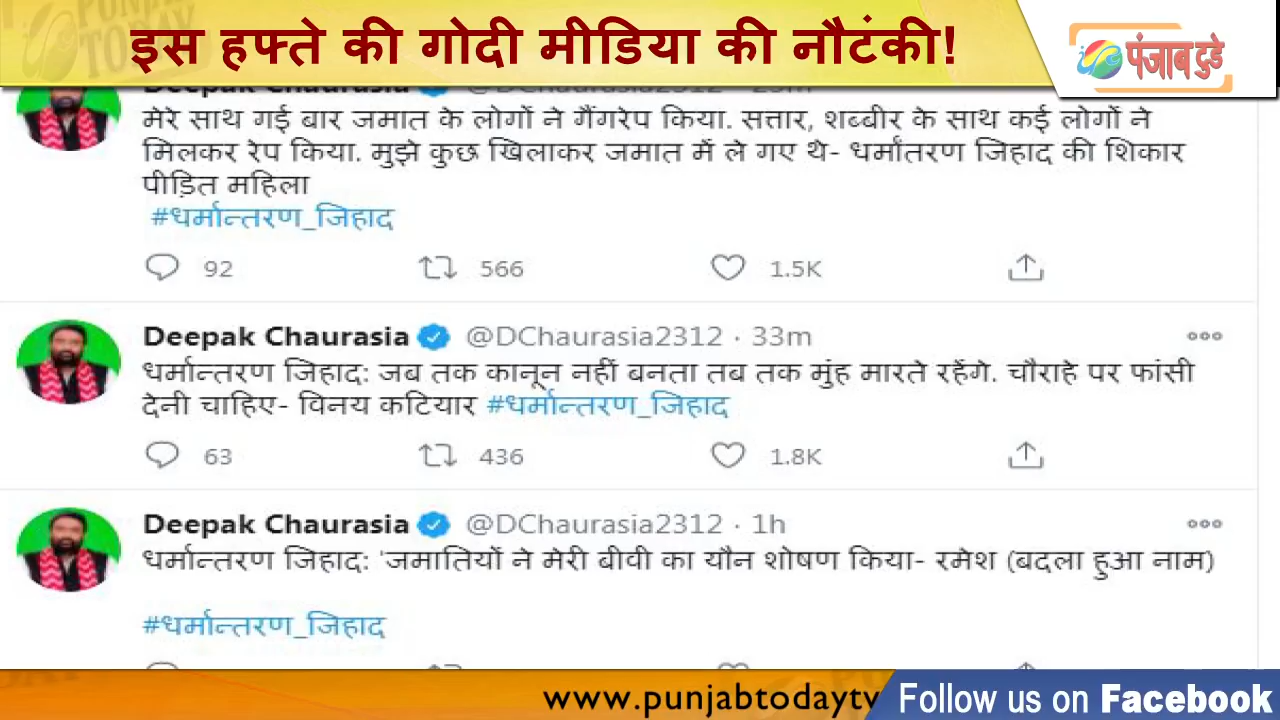 इस हफ्ते की गोदी मीडिया की नौटंकी!
पंजाब टुडे
Deepak Chaurasia @DChaurasia2312
मेरे साथ गई बार जमात के लोगों ने गैंगरेप किया. सत्तार, शब्बीर के साथ कई लोगों ने
मिलकर रेप किया. मुझे कुछ खिलाकर जमात में ले गए थे- धर्मांतरण जिहाद की शिकार
पीड़ित महिला
#धर्मान्तरण_जिहाद
92 566 1.5K
Deepak Chaurasia @DChaurasia2312 · 33m
धर्मान्तरण जिहाद: जब तक कानून नहीं बनता तब तक मुंह मारते रहेंगे. चौराहे पर फांसी
देनी चाहिए- विनय कटियार #धर्मान्तरण_जिहाद
63 436 1.8K
Deepak Chaurasia @DChaurasia2312 · 1h
धर्मान्तरण जिहाद: 'जमातियों ने मेरी बीवी का यौन शोषण किया- रमेश (बदला हुआ नाम)
#धर्मान्तरण_जिहाद
www.punjabtodaytv
Follow us on Facebook